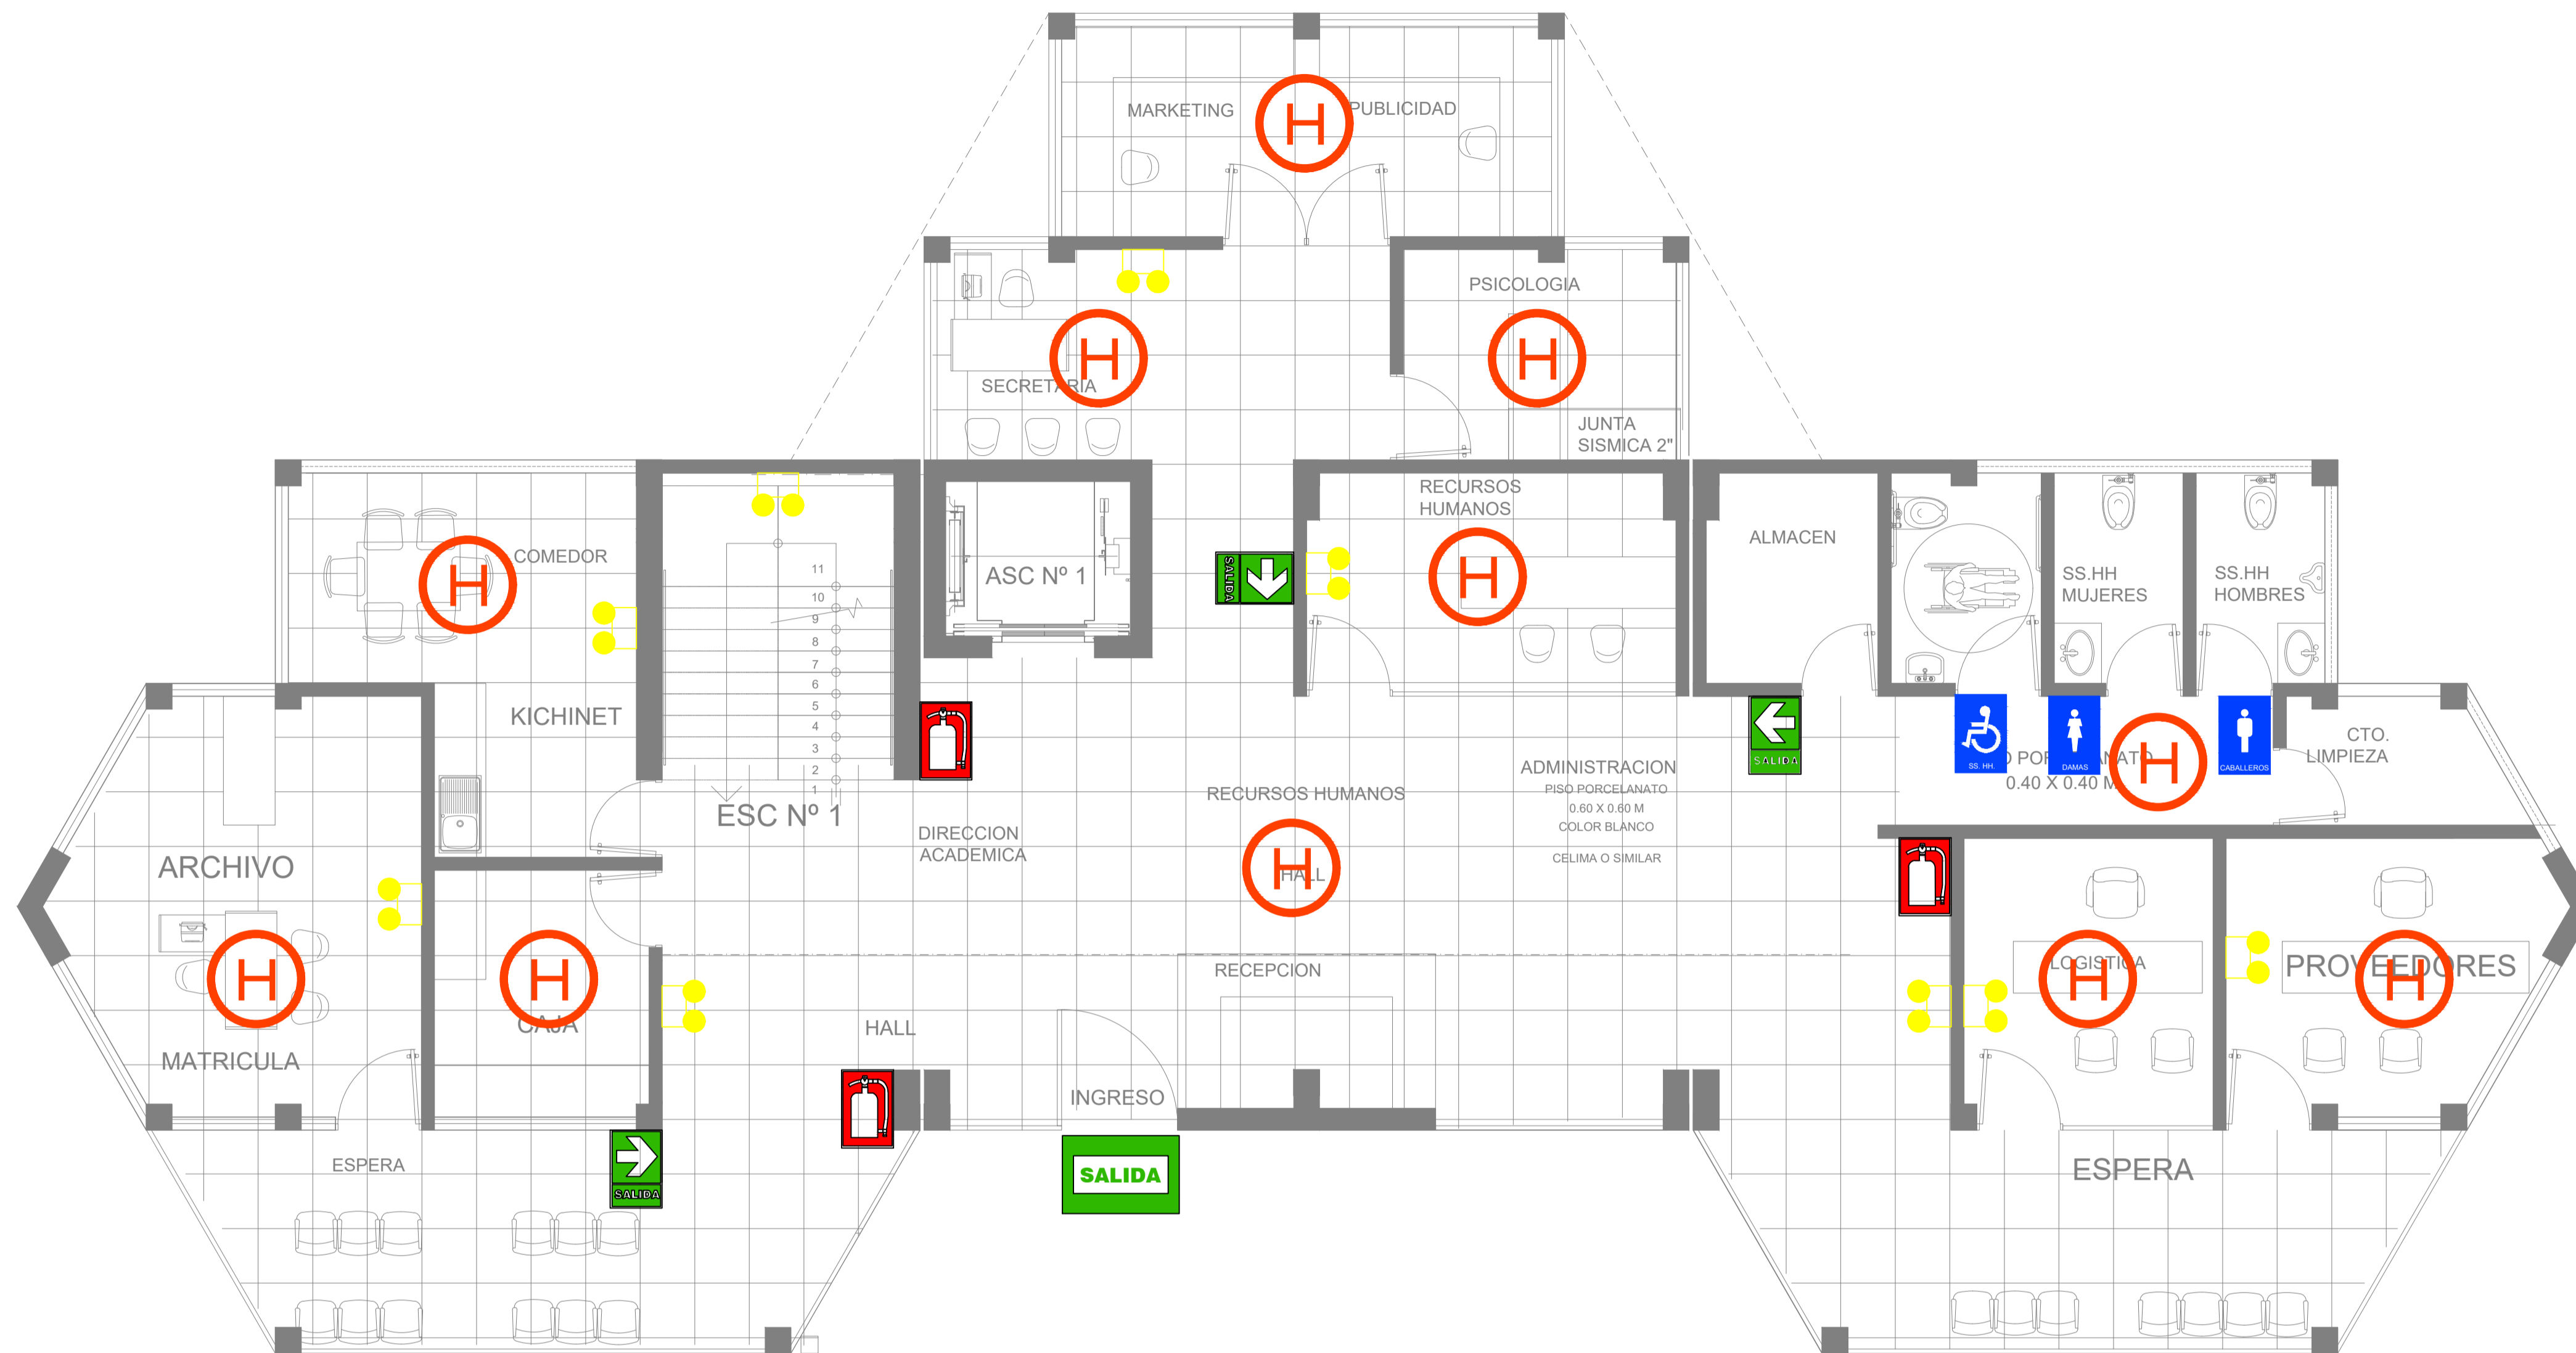 MARKETING
H
PUBLICIDAD
SECRETARIA
H
PSICOLOGIA
H
JUNTA
SISMICA 2"
COMEDOR
H
KICHINET
11
10
9
8
7
6
5
4
3
2
1
ESC Nº 1
ASC Nº 1
SALIDA
RECURSOS
HUMANOS
H
ALMACEN
SS.HH
MUJERES
SS.HH
HOMBRES
SALIDA
SS. HH.
DAMAS
CABALLEROS
H
0.40 X 0.40 M
CTO.
LIMPIEZA
ARCHIVO
H
MATRICULA
H
CAJA
DIRECCION
ACADEMICA
RECURSOS HUMANOS
H
HALL
ADMINISTRACION
PISO PORCELANATO
0.60 X 0.60 M
COLOR BLANCO
CELIMA O SIMILAR
RECEPCION
HALL
INGRESO
SALIDA
LOGISTICA
H
PROVEEDORES
H
ESPERA
SALIDA
ESPERA